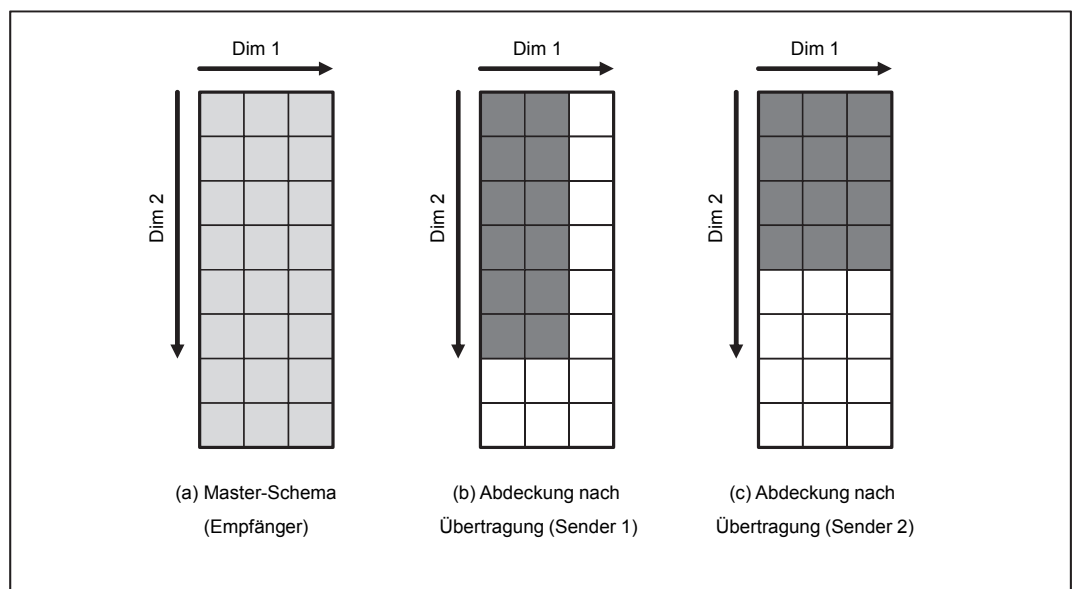 Dim 1
Dim 1
Dim 1
Dim 2
Dim 2
Dim 2
(a) Master-Schema
(Empfänger)
(b) Abdeckung nach
Übertragung (Sender 1)
(c) Abdeckung nach
Übertragung (Sender 2)